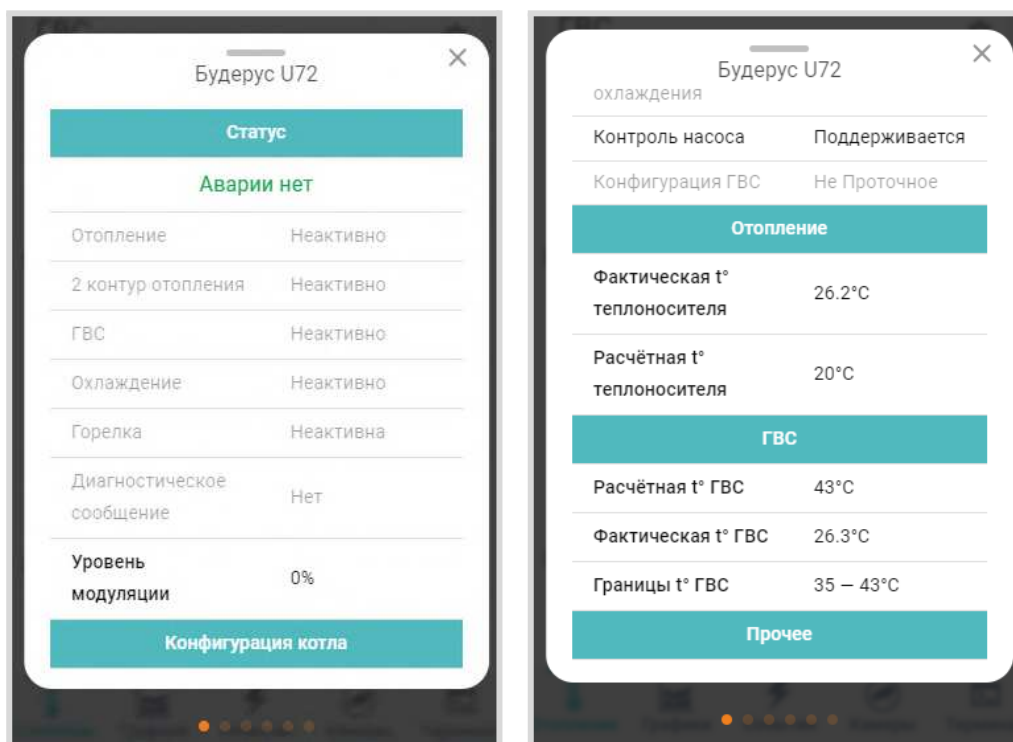 Будерус U72
Статус
Аварии нет
Отопление Неактивно
2 контур отопления Неактивно
ГВС Неактивно
Охлаждение Неактивно
Горелка Неактивна
Диагностическое
сообщение Нет
Уровень
модуляции 0%
Конфигурация котла
Будерус U72
охлаждения
Контроль насоса Поддерживается
Конфигурация ГВС Не Проточное
Отопление
Фактическая t°
теплоносителя 26.2°C
Расчётная t°
теплоносителя 20°C
ГВС
Расчётная t° ГВС 43°C
Фактическая t° ГВС 26.3°C
Границы t° ГВС 35 — 43°C
Прочее